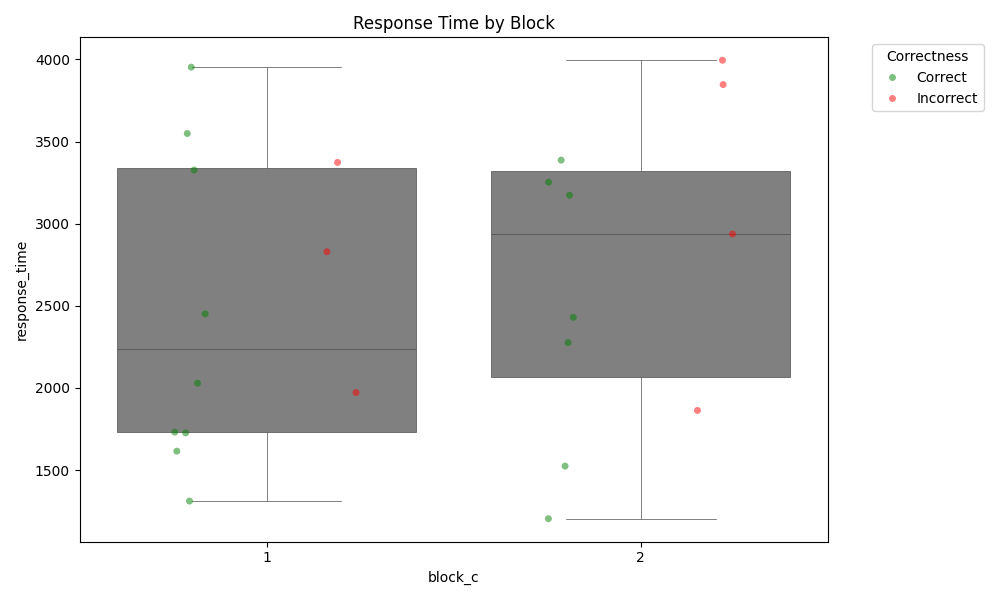 Response Time by Block
Correctness
Correct
Incorrect
response_time
4000
3500
3000
2500
2000
1500
1
2
block_c